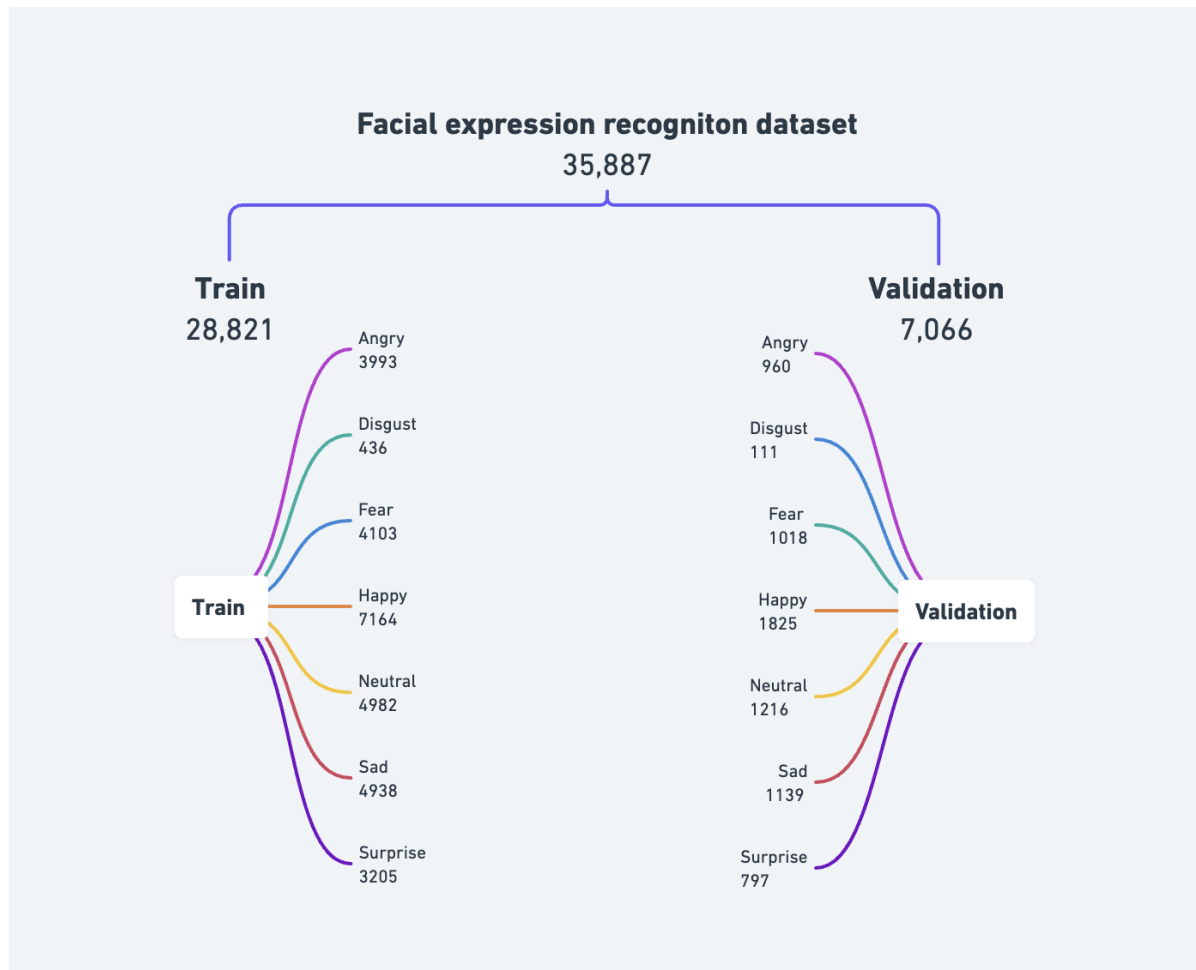 Facial expression recogniton dataset
35,887
Train
28,821
Validation
7,066
Angry
3993
Disgust
436
Fear
4103
Happy
7164
Neutral
4982
Sad
4938
Surprise
3205
Train
Angry
960
Disgust
111
Fear
1018
Happy
1825
Neutral
1216
Sad
1139
Surprise
797
Validation